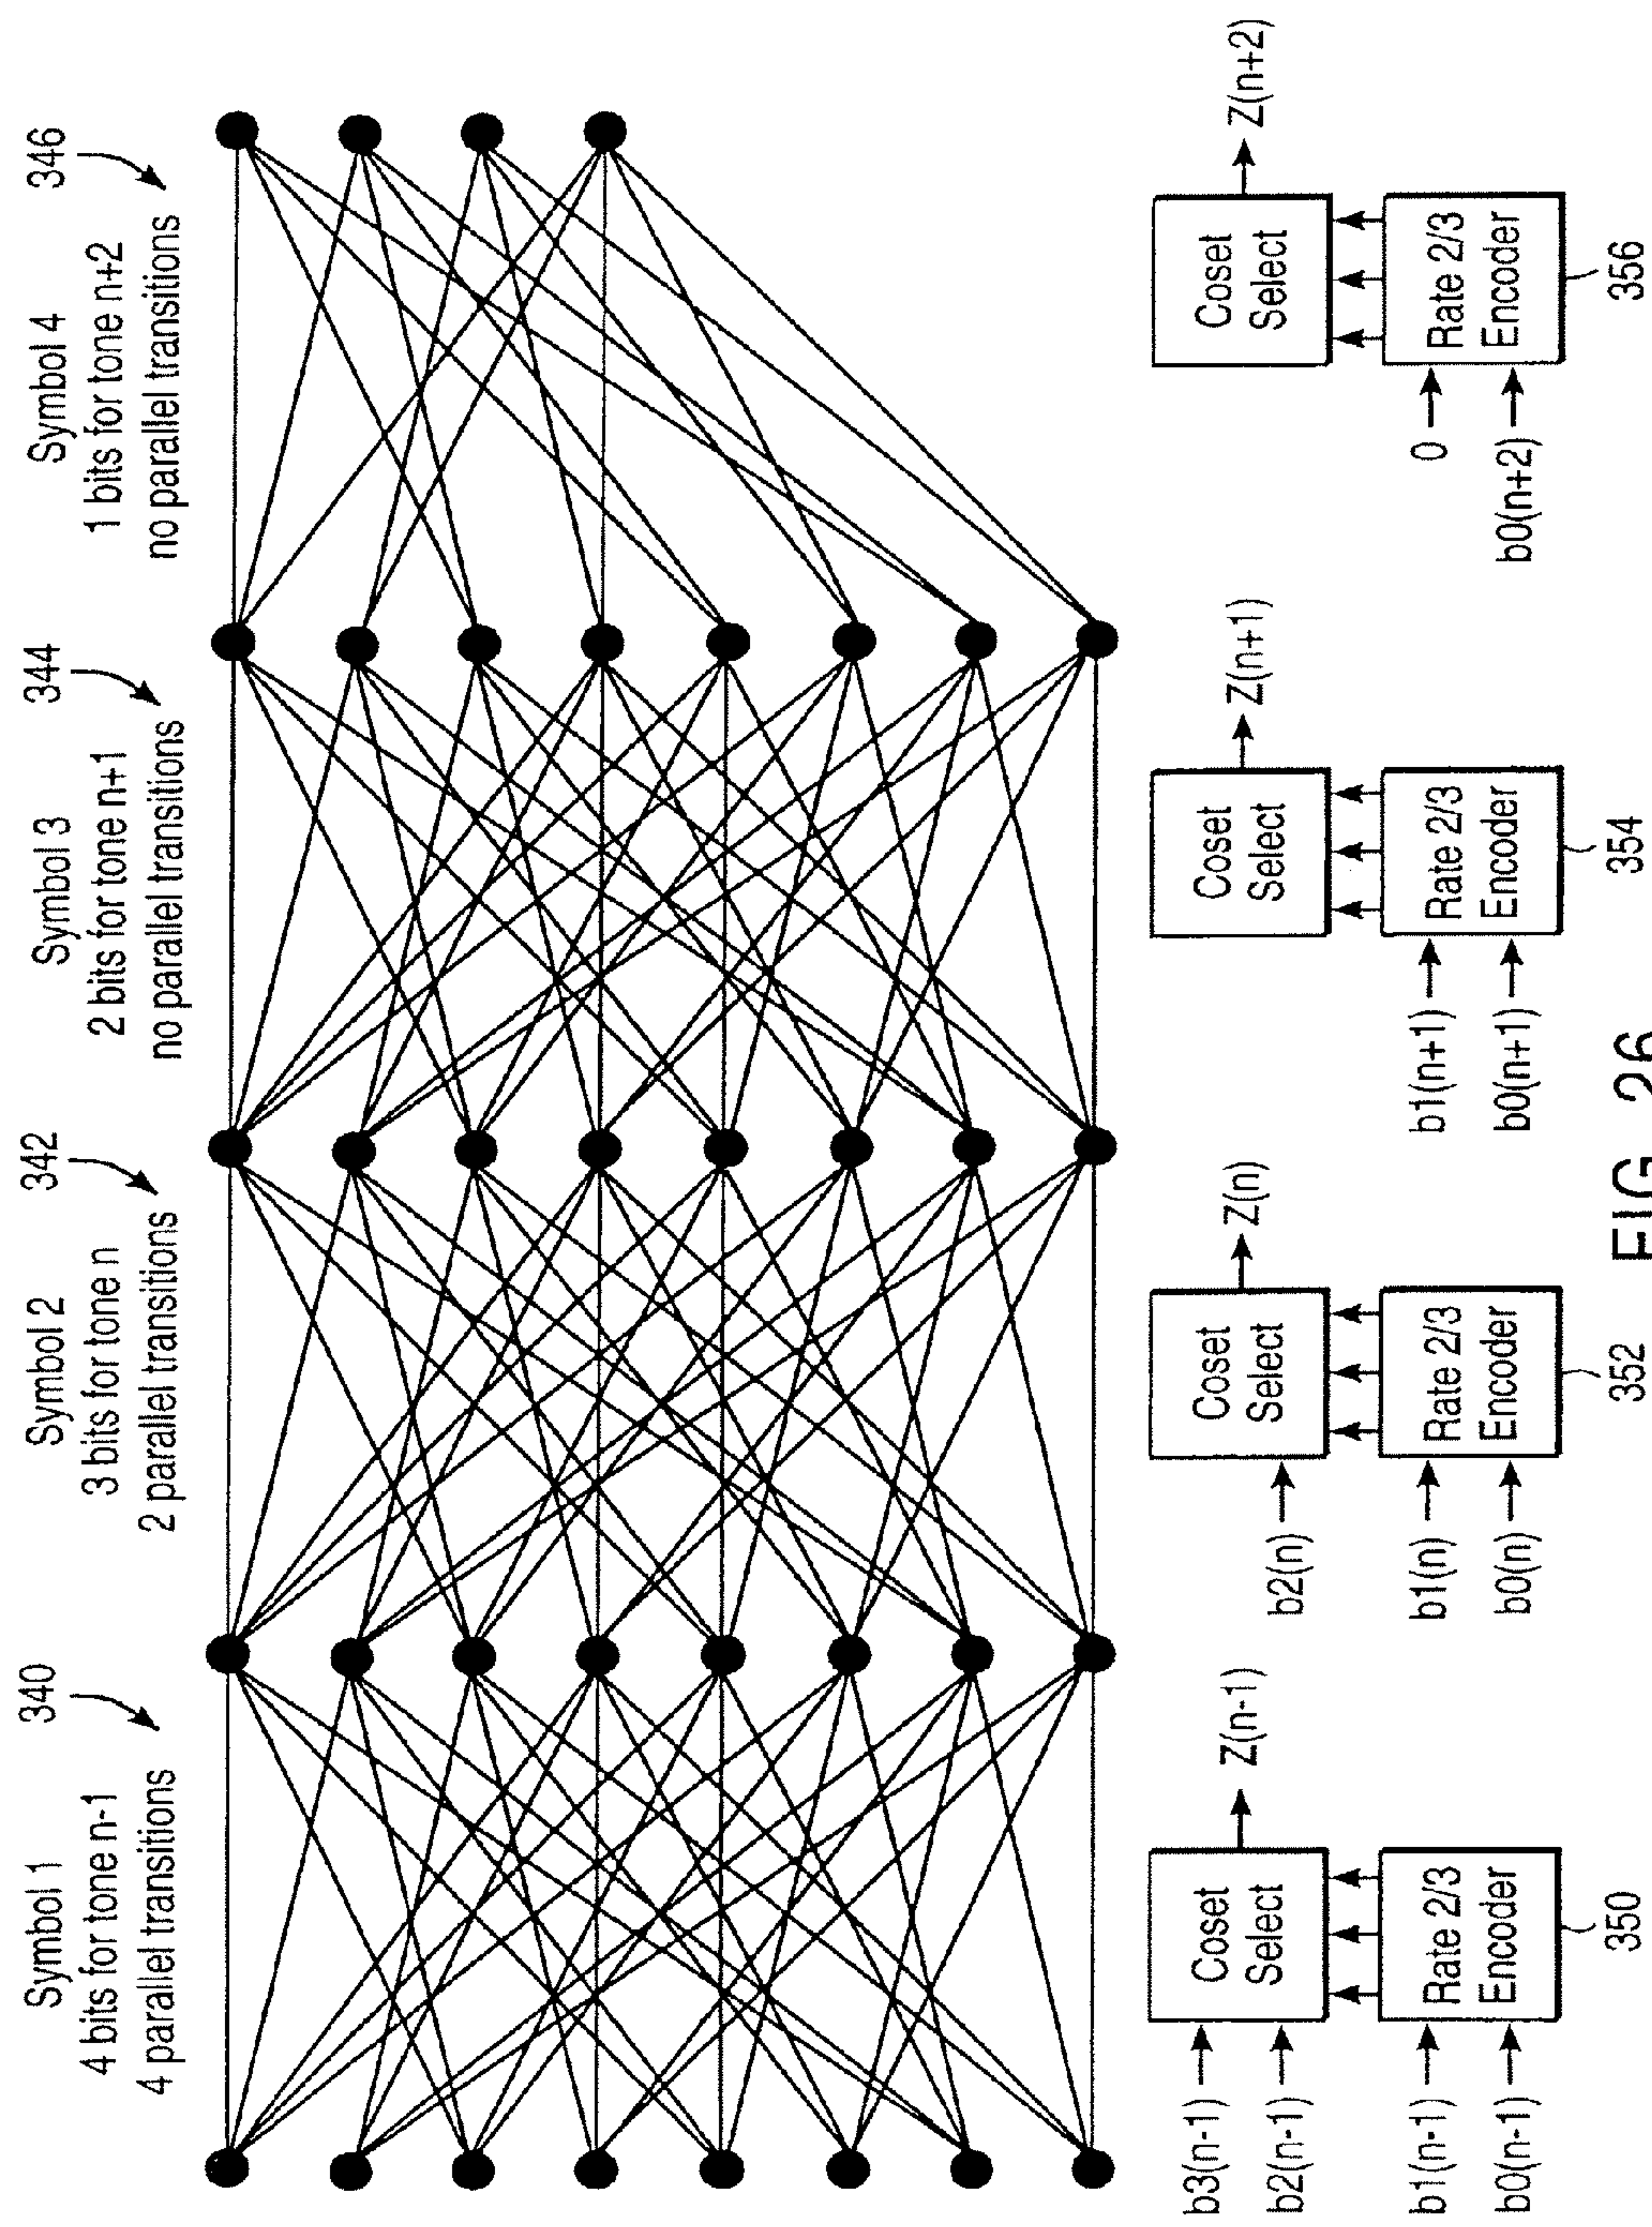 Symbol 1
4 bits for tone n-1
4 parallel transitions
340
Symbol 2
3 bits for tone n
2 parallel transitions
342
Symbol 3
2 bits for tone n+1
no parallel transitions
344
Symbol 4
1 bits for tone n+2
no parallel transitions
346
b3(n-1)
b2(n-1)
Coset
Select
Z(n-1)
b1(n-1)
b0(n-1)
Rate 2/3
Encoder
350
b2(n)
Coset
Select
Z(n)
b1(n)
b0(n)
Rate 2/3
Encoder
352
Coset
Select
Z(n+1)
b1(n+1)
b0(n+1)
Rate 2/3
Encoder
354
Coset
Select
Z(n+2)
0
b0(n+2)
Rate 2/3
Encoder
356
FIG 26